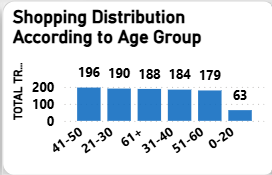 Shopping Distribution
According to Age Group
TOTAL TR...
200
100
0
196 190 188 184 179 63
41-50 21-30 61+ 31-40 51-60 0-20